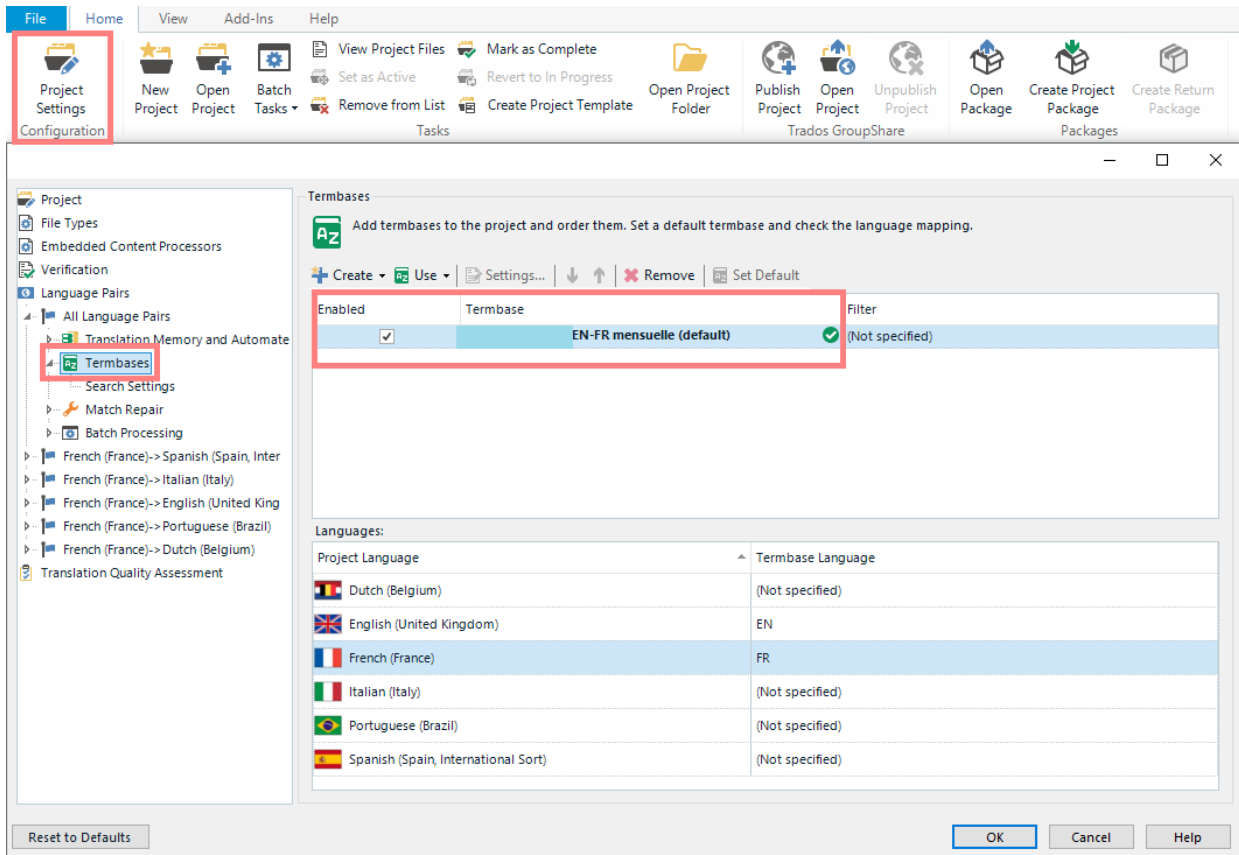 File Home View Add-Ins Help
Project Settings
Configuration
New Project
Open Project
Batch Tasks
View Project Files
Set as Active
Remove from List
Mark as Complete
Revert to In Progress
Create Project Template
Open Project Folder
Tasks
Publish Project
Open Project
Unpublish Project
Trados GroupShare
Open Package
Create Project Package
Create Return Package
Packages
Project
File Types
Embedded Content Processors
Verification
Language Pairs
All Language Pairs
Translation Memory and Automate
Termbases
Search Settings
Match Repair
Batch Processing
French (France)->Spanish (Spain, Inter
French (France)->Italian (Italy)
French (France)->English (United King
French (France)->Portuguese (Brazil)
French (France)->Dutch (Belgium)
Translation Quality Assessment
Termbases
AZ
Add termbases to the project and order them. Set a default termbase and check the language mapping.
Create Use Settings... Remove Set Default
Enabled Termbase Filter
EN-FR mensuelle (default) (Not specified)
Languages:
Project Language Termbase Language
Dutch (Belgium) (Not specified)
English (United Kingdom) EN
French (France) FR
Italian (Italy) (Not specified)
Portuguese (Brazil) (Not specified)
Spanish (Spain, International Sort) (Not specified)
Reset to Defaults OK Cancel Help